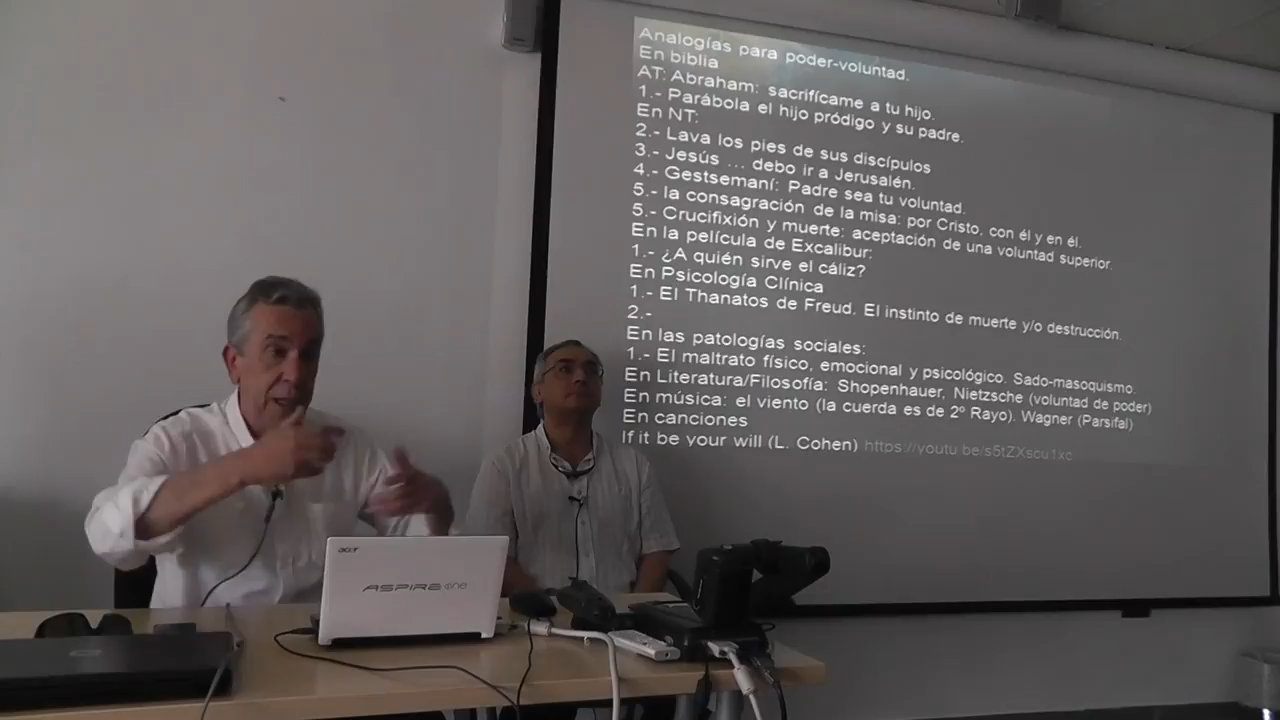 Analogías para poder-voluntad.
En biblia
AT: Abraham: sacrifícame a tu hijo.
1.- Parábola el hijo pródigo y su padre.
En NT:
2.- Lava los pies de sus discípulos
3.- Jesús ... debo ir a Jerusalén.
4.- Gestsemaní: Padre sea tu voluntad.
5.- la consagración de la misa: por Cristo, con él y en él.
5.- Crucifixión y muerte: aceptación de una voluntad superior.
En la película de Excalibur:
1.- ¿A quién sirve el cáliz?
En Psicología Clínica
1.- El Thanatos de Freud. El instinto de muerte y/o destrucción.
2.-
En las patologías sociales:
1.- El maltrato físico, emocional y psicológico. Sado-masoquismo.
En Literatura/Filosofía: Shopenhauer, Nietzsche (voluntad de poder)
En música: el viento (la cuerda es de 2º Rayo). Wagner (Parsifal)
En canciones
If it be your will (L. Cohen) https://youtu.be/s5tZXscu1xc
acer
ASPIRE one